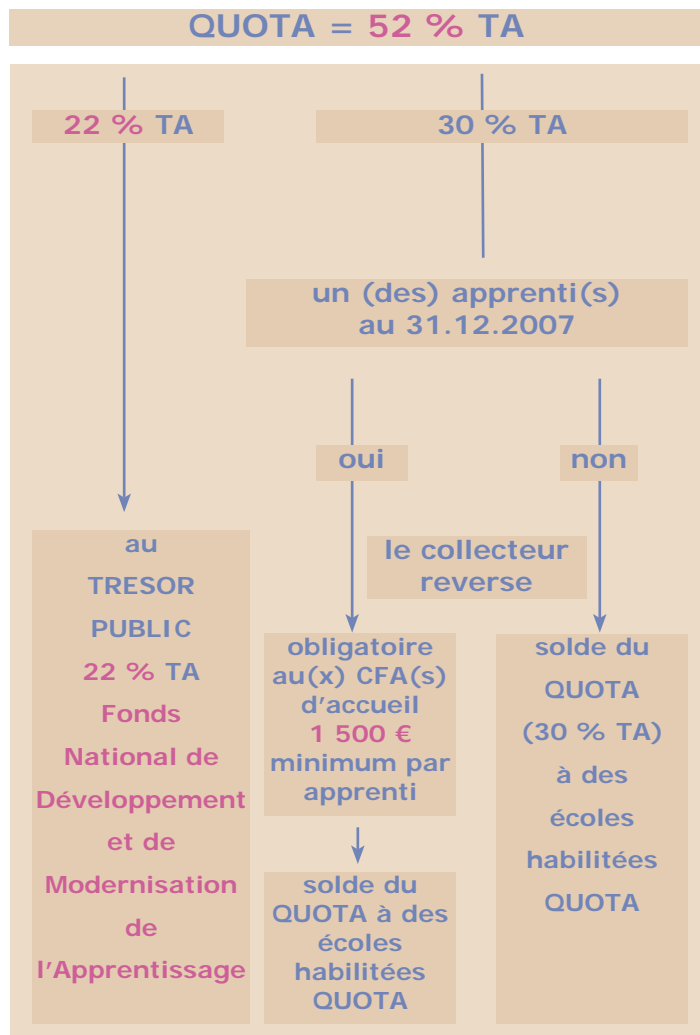 QUOTA = 52 % TA
22 % TA
30 % TA
un (des) apprenti(s)
au 31.12.2007
oui
non
au
TRESOR
PUBLIC
22 % TA
Fonds
National de
Développement
et de
Modernisation
de
l'Apprentissage
le collecteur
reverse
obligatoire
au(x) CFA(s)
d'accueil
1 500 €
minimum par
apprenti
solde du
QUOTA à des
écoles
habilitées
QUOTA
solde du
QUOTA
(30 % TA)
à des
écoles
habilitées
QUOTA